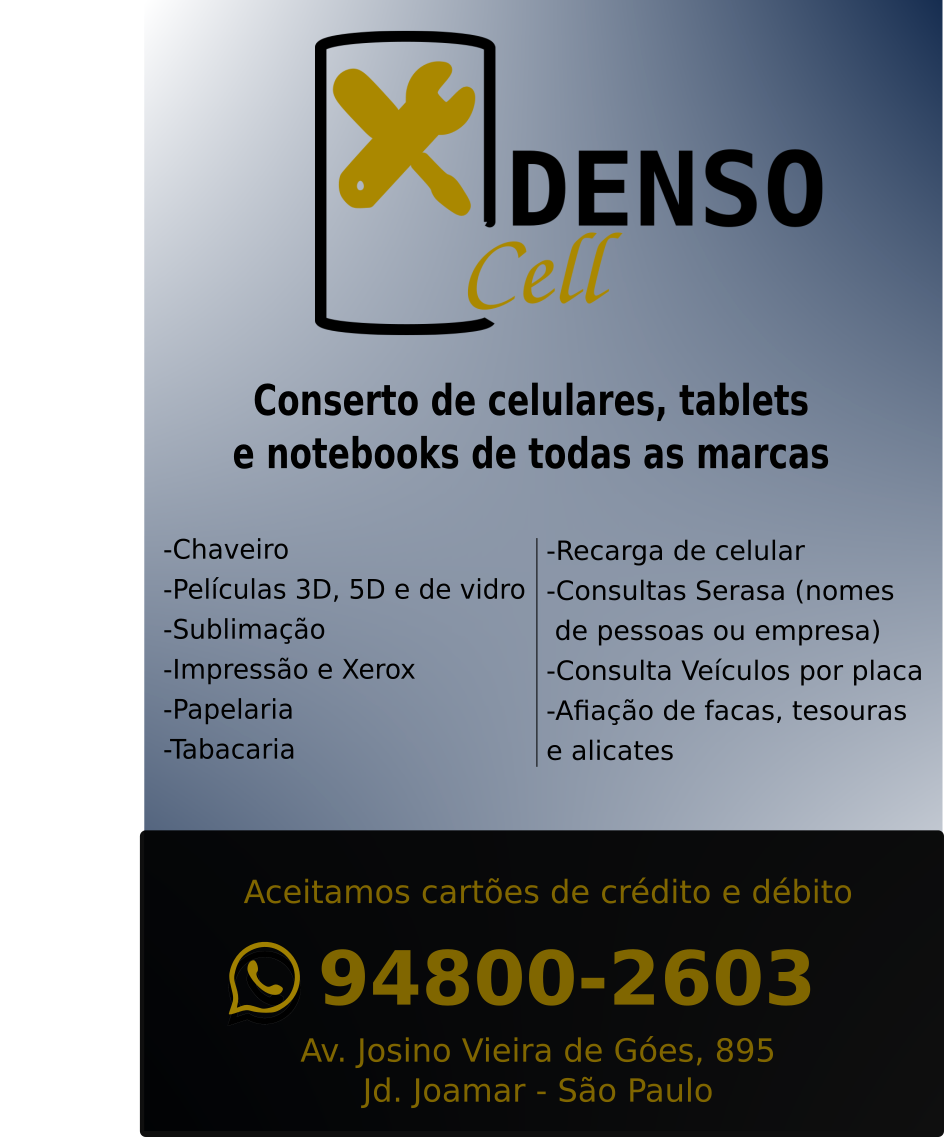 DENSO
Cell
Conserto de celulares, tablets
e notebooks de todas as marcas
-Chaveiro
-Películas 3D, 5D e de vidro
-Sublimação
-Impressão e Xerox
-Papelaria
-Tabacaria
-Recarga de celular
-Consultas Serasa (nomes
de pessoas ou empresa)
-Consulta Veículos por placa
-Afiação de facas, tesouras
e alicates
Aceitamos cartões de crédito e débito
94800-2603
Av. Josino Vieira de Góes, 895
Jd. Joamar - São Paulo